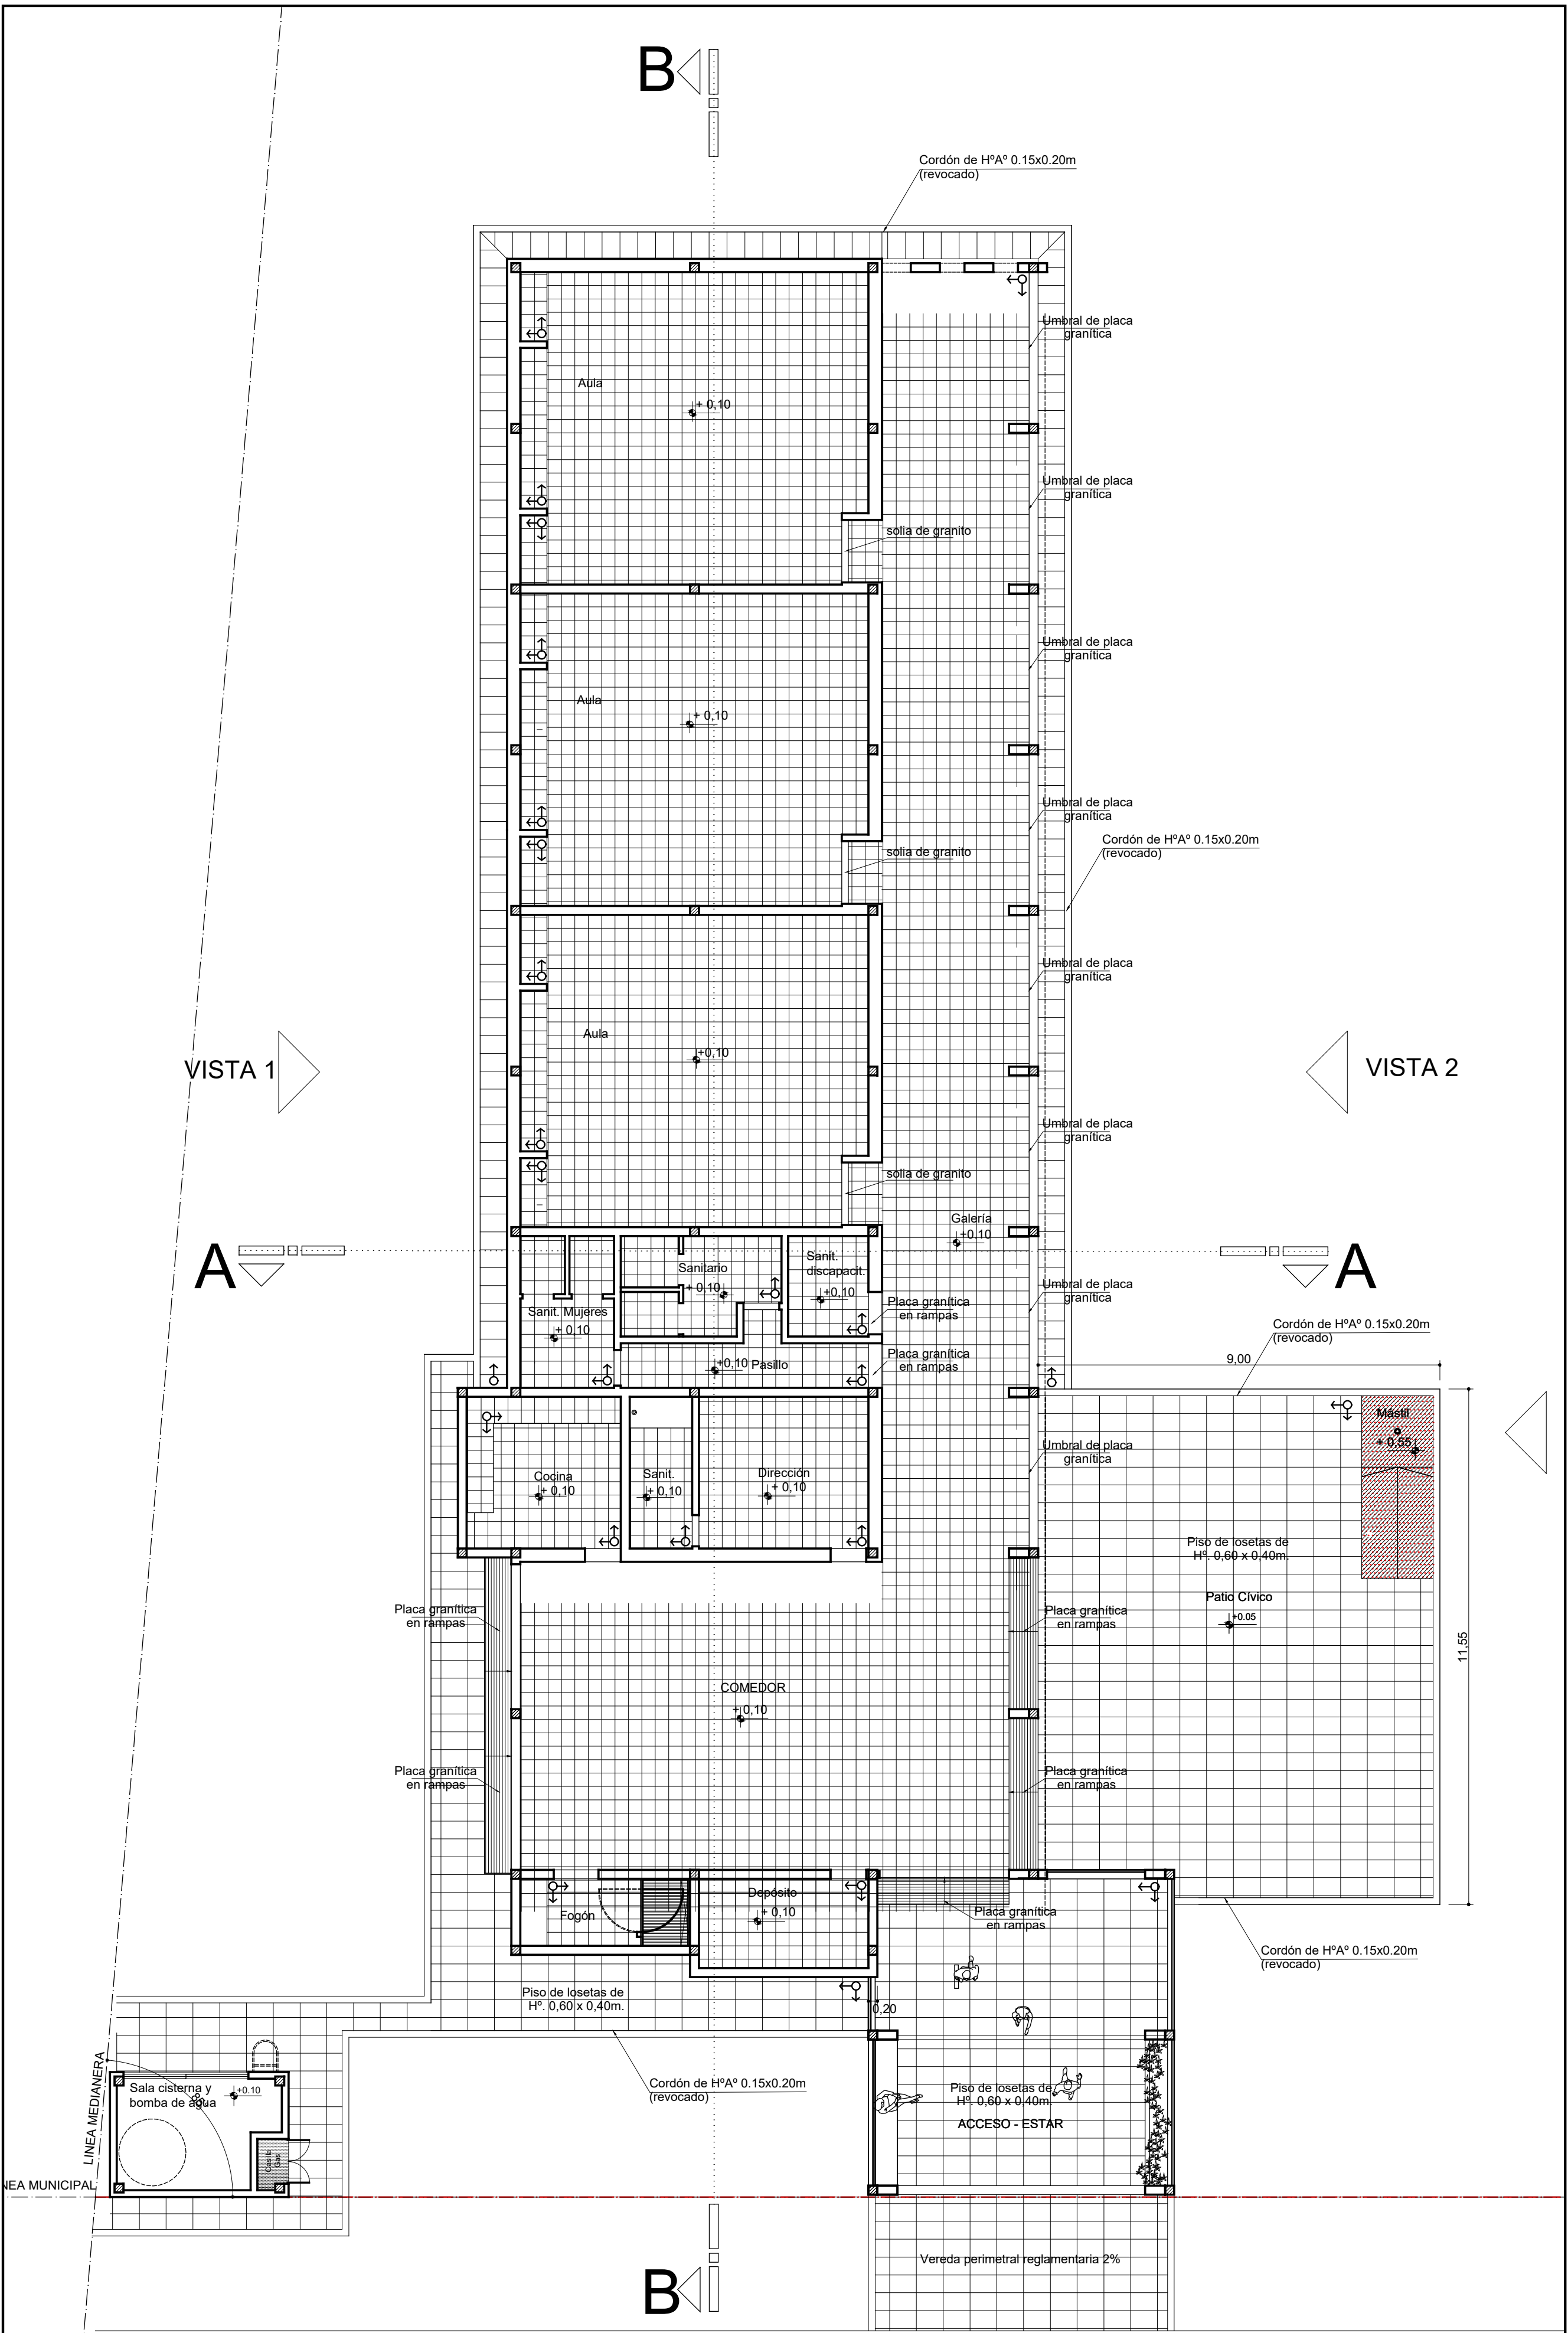 B
Cordón de HºAº 0.15x0.20m
(revocado)
Umbral de placa
granítica
Aula
+ 0,10
Umbral de placa
granítica
solia de granito
Umbral de placa
granítica
Aula
+ 0,10
Umbral de placa
granítica
Cordón de HºAº 0.15x0.20m
(revocado)
solia de granito
Umbral de placa
granítica
Aula
+0,10
VISTA 1
VISTA 2
Umbral de placa
granítica
solia de granito
Galería
+0.10
A
A
Sanitario
+ 0,10
Sanit.
discapacit.
+0,10
Umbral de placa
granítica
Sanit. Mujeres
+ 0,10
Placa granítica
en rampas
Cordón de HºAº 0.15x0.20m
(revocado)
Placa granítica
en rampas
+0,10 Pasillo
9,00
Mástil
+ 0,55
Umbral de placa
granítica
Cocina
+ 0,10
Sanit.
+ 0,10
Dirección
+ 0,10
Piso de losetas de
Hº. 0,60 x 0,40m.
Patio Cívico
+0.05
Placa granítica
en rampas
Placa granítica
en rampas
11,55
COMEDOR
+ 0,10
Placa granítica
en rampas
Placa granítica
en rampas
Depósito
+ 0,10
Fogón
Placa granítica
en rampas
Cordón de HºAº 0.15x0.20m
(revocado)
Piso de losetas de
Hº. 0,60 x 0,40m.
0,20
Cordón de HºAº 0.15x0.20m
(revocado)
LINEA MEDIANERA
Sala cisterna y
bomba de agua
+0.10
80
Casilla
Gas
Piso de losetas de
Hº. 0,60 x 0,40m.
ACCESO - ESTAR
NEA MUNICIPAL
Vereda perimetral reglamentaria 2%
B